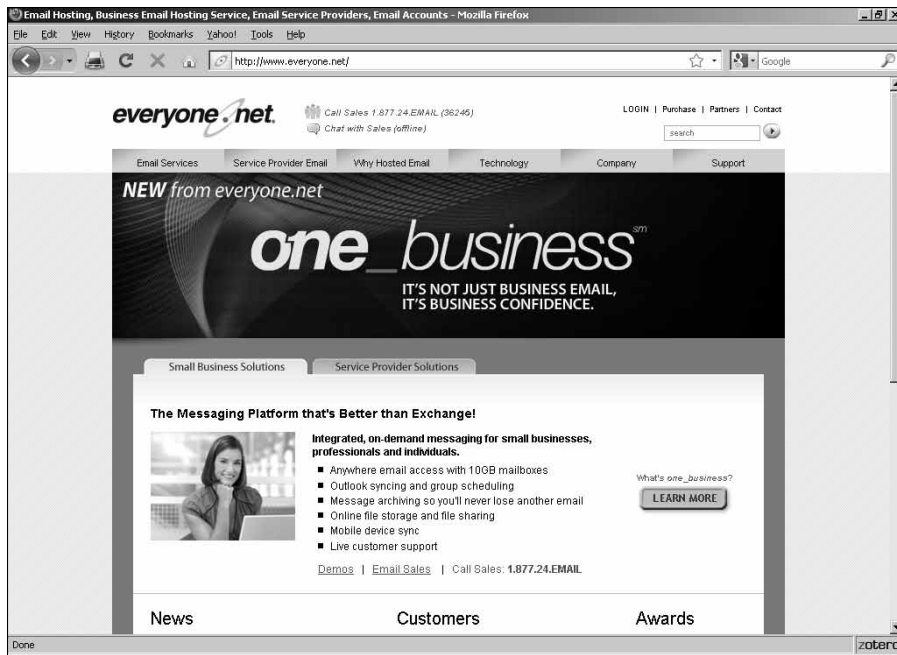 Email Hosting, Business Email Hosting Service, Email Service Providers, Email Accounts - Mozilla Firefox
File Edit View History Bookmarks Yahoo! Tools Help
http://www.everyone.net/
Google
everyone.net.
Call Sales 1.877.24.EMAIL (36245)
Chat with Sales (offline)
LOGIN | Purchase | Partners | Contact
search
Email Services Service Provider Email Why Hosted Email Technology Company Support
NEW from everyone.net
one_business sm
IT'S NOT JUST BUSINESS EMAIL,
IT'S BUSINESS CONFIDENCE.
Small Business Solutions Service Provider Solutions
The Messaging Platform that's Better than Exchange!
Integrated, on-demand messaging for small businesses,
professionals and individuals.
Anywhere email access with 10GB mailboxes
Outlook syncing and group scheduling
Message archiving so you'll never lose another email
Online file storage and file sharing
Mobile device sync
Live customer support
What's one_business?
LEARN MORE
Demos | Email Sales | Call Sales: 1.877.24.EMAIL
News Customers Awards
Done
zotero